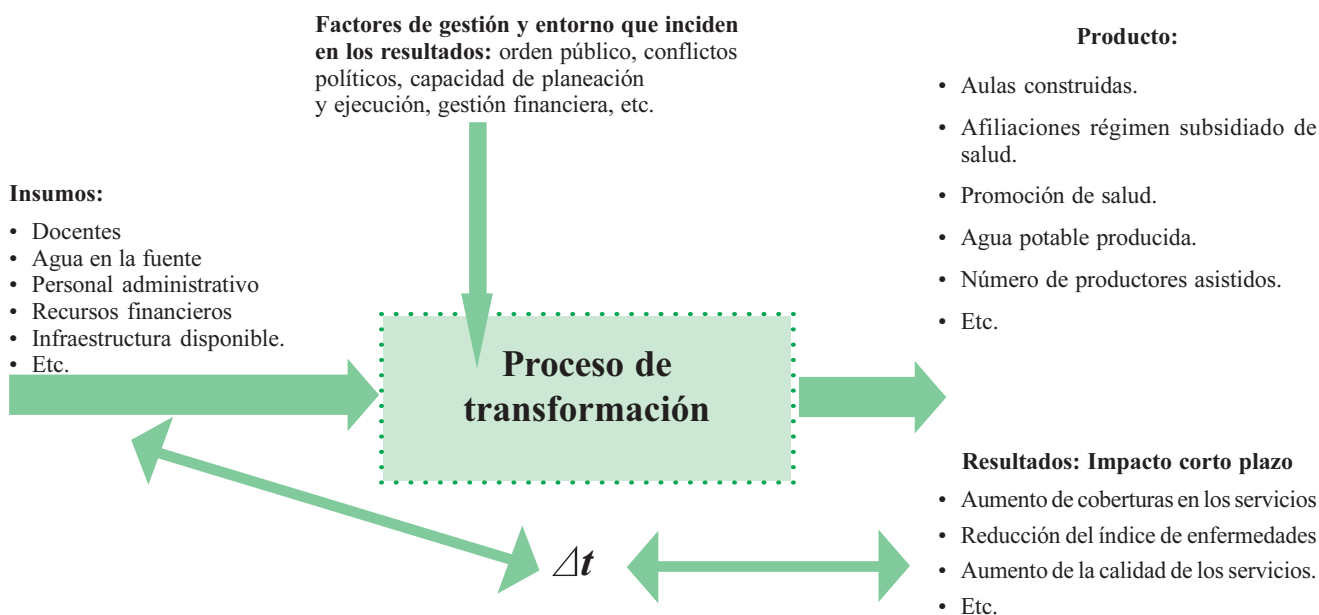 Factores de gestión y entorno que inciden
en los resultados: orden público, conflictos
políticos, capacidad de planeación
y ejecución, gestión financiera, etc.
Insumos:
• Docentes
• Agua en la fuente
• Personal administrativo
• Recursos financieros
• Infraestructura disponible.
• Etc.
Proceso de
transformación
Producto:
• Aulas construidas.
• Afiliaciones régimen subsidiado de
salud.
• Promoción de salud.
• Agua potable producida.
• Número de productores asistidos.
• Etc.
Resultados: Impacto corto plazo
• Aumento de coberturas en los servicios
• Reducción del índice de enfermedades
• Aumento de la calidad de los servicios.
• Etc.
Δt